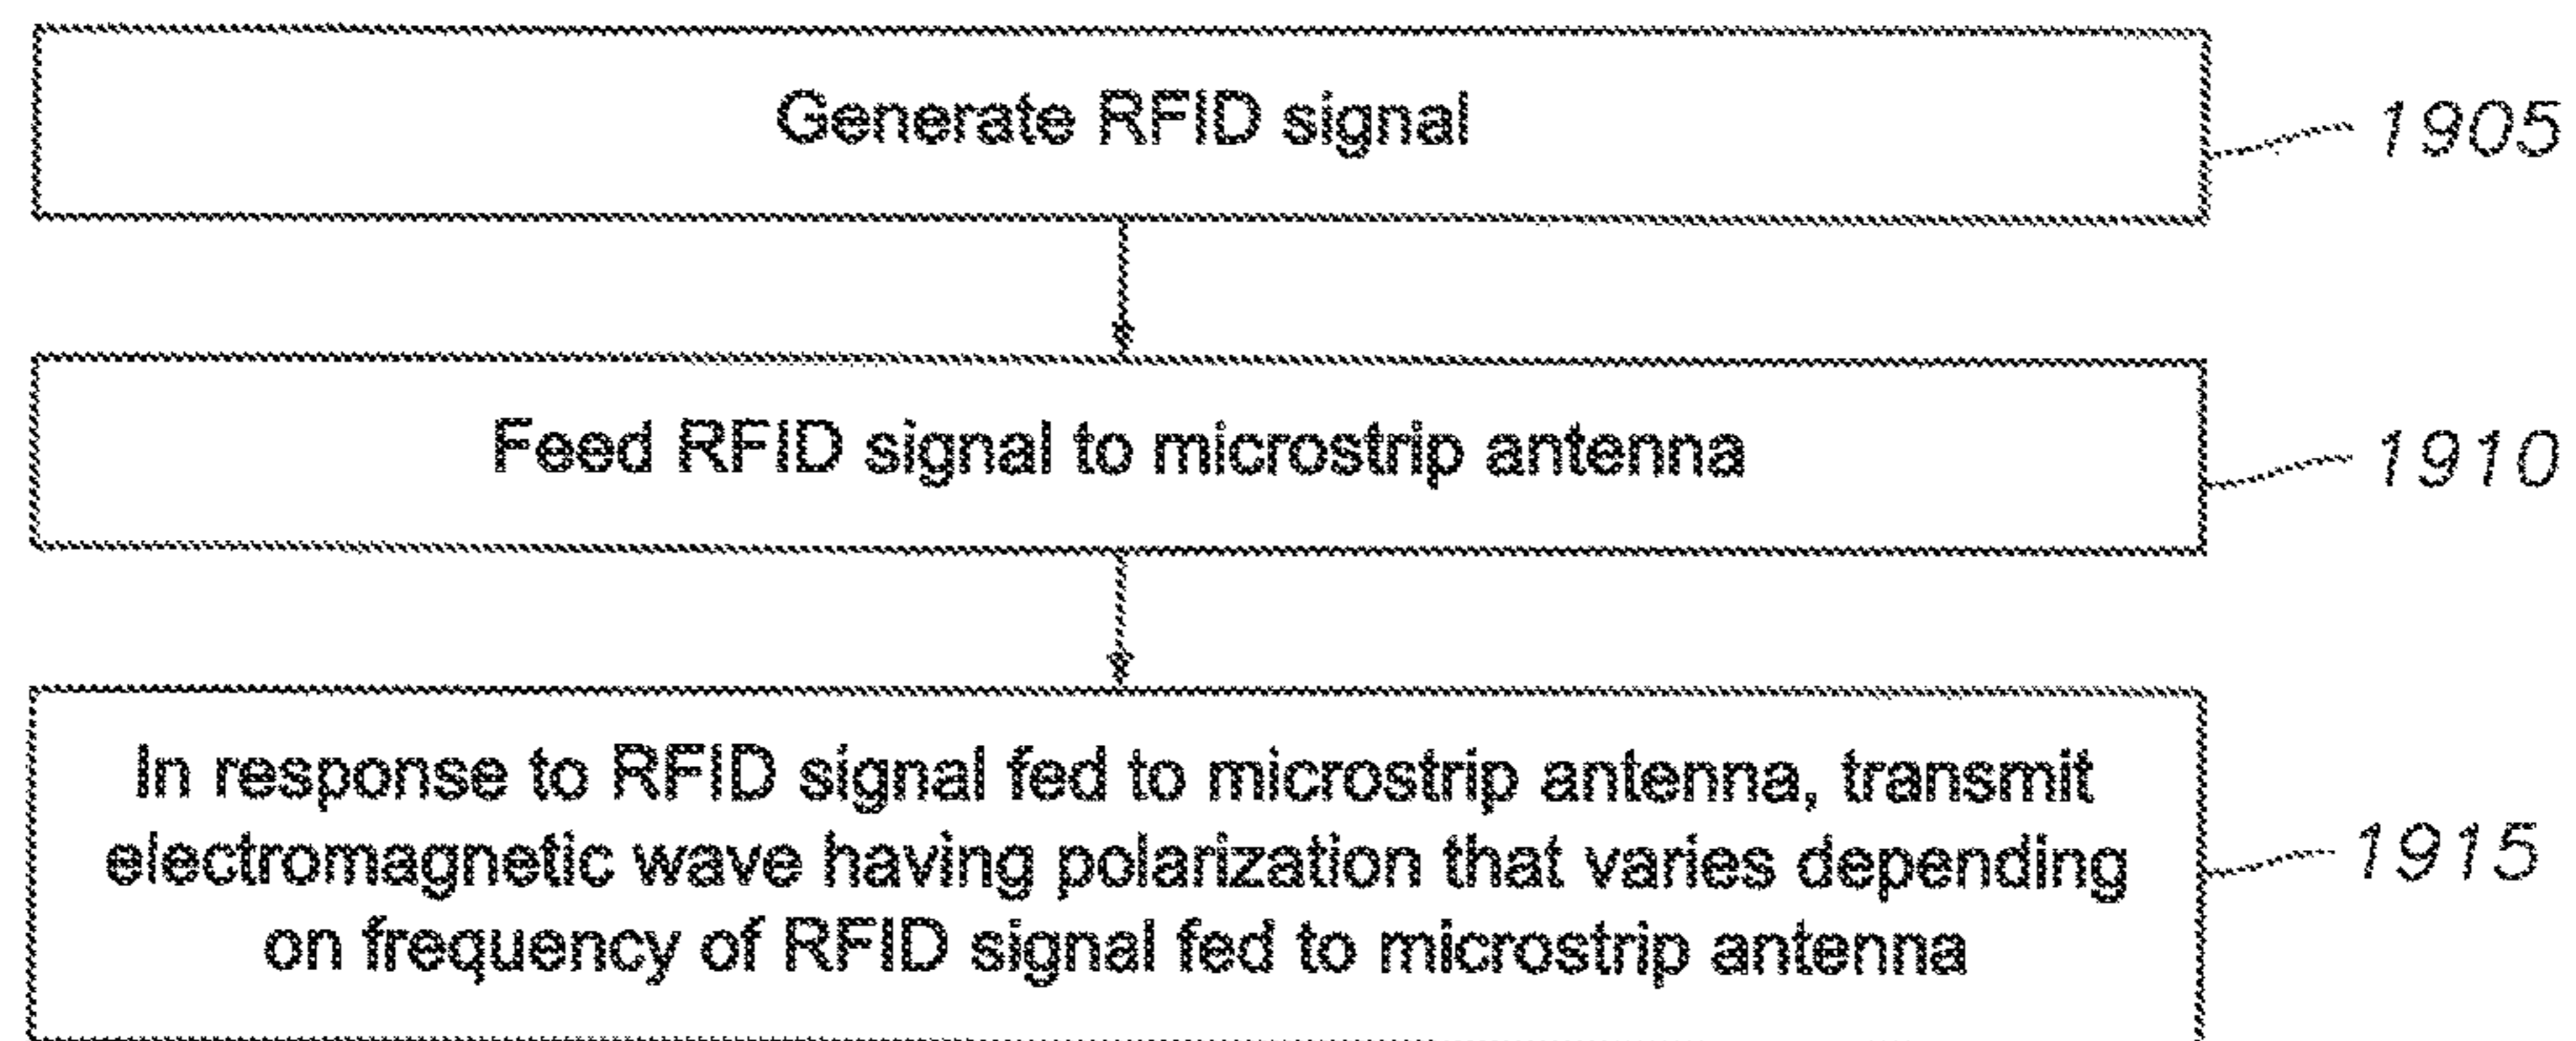 Generate RFID signal
1905
Feed RFID signal to microstrip antenna
1910
In response to RFID signal fed to microstrip antenna, transmit
electromagnetic wave having polarization that varies depending
on frequency of RFID signal fed to microstrip antenna
1915